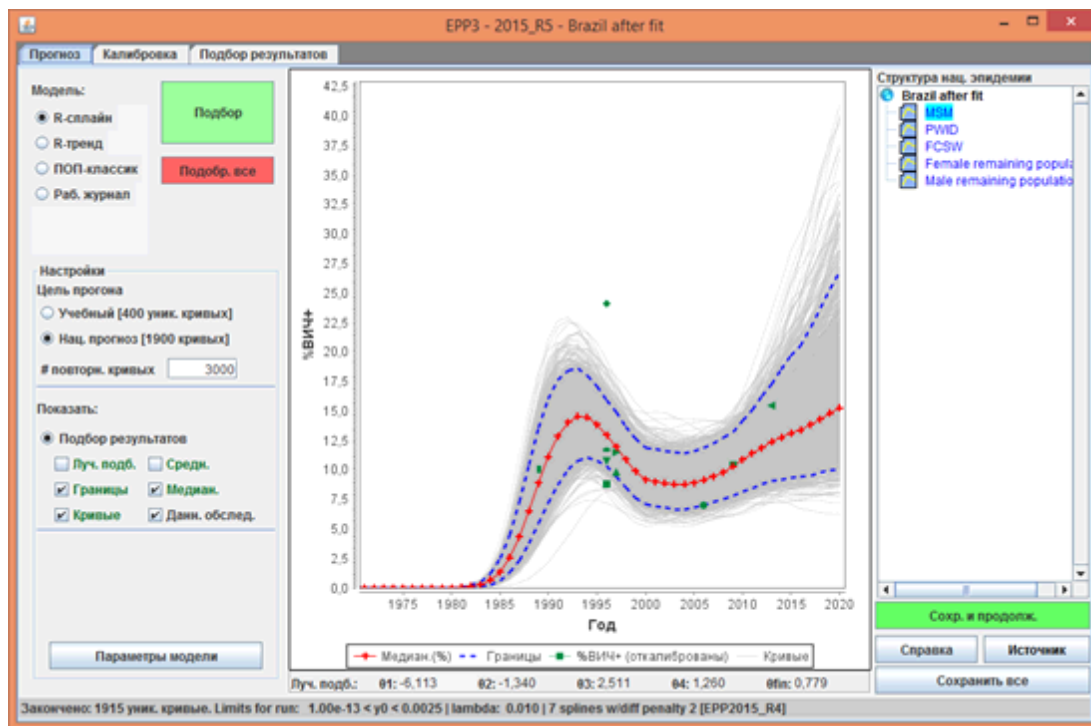 EPP3 - 2015_R5 - Brazil after fit
Прогноз Калибровка Подбор результатов
Модель:
R-сплайн
R-тренд
ПОП-классик
Раб. журнал
Подбор
Подобр. все
Настройки
Цель прогона
Учебный [400 уник. кривых]
Нац. прогноз [1900 кривых]
# повторн. кривых 3000
Показать:
Подбор результатов
Луч. подб. Средн.
Границы Медиан.
Кривые Данн. обслед.
Параметры модели
%ВИЧ+
42,5
40,0
37,5
35,0
32,5
30,0
27,5
25,0
22,5
20,0
17,5
15,0
12,5
10,0
7,5
5,0
2,5
0,0
1975 1980 1985 1990 1995 2000 2005 2010 2015 2020
Год
Медиан.(%) Границы %ВИЧ+ (откалиброваны) Кривые
Луч. подб.: θ1: -6,113 θ2: -1,340 θ3: 2,511 θ4: 1,260 θfin: 0,779
Структура нац. эпидемии
Brazil after fit
MSM
PWID
FCSW
Female remaining popula
Male remaining populatio
Сохр. и продолж.
Справка Источник
Сохранить все
Закончено: 1915 уник. кривые. Limits for run: 1.00e-13 < y0 < 0.0025 | lambda: 0.010 | 7 splines w/diff penalty 2 [EPP2015_R4]